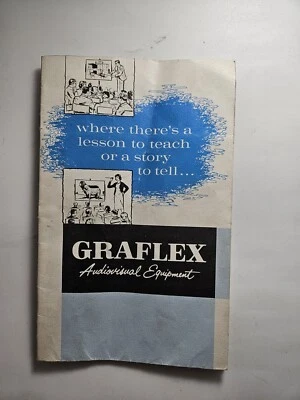 where there's a
lesson to teach
or a story
to tell...
GRAFLEX
Audiovisual Equipment